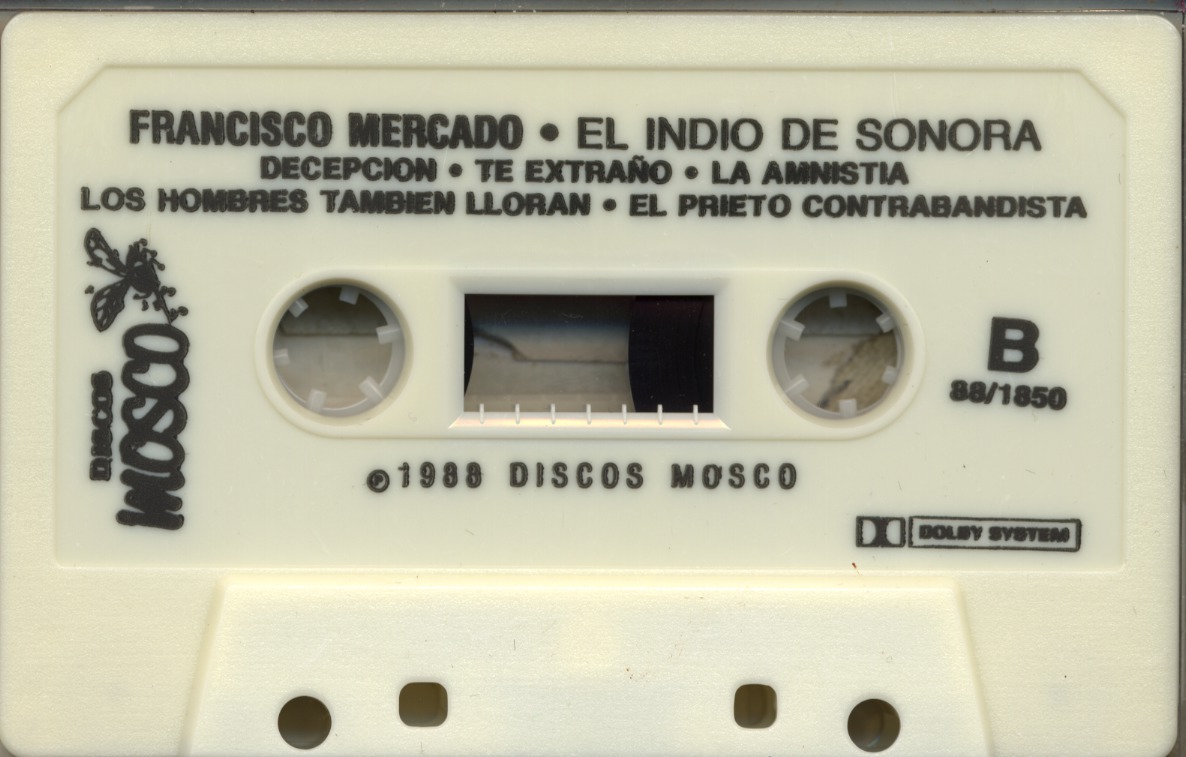 FRANCISCO MERCADO • EL INDIO DE SONORA
DECEPCION • TE EXTRAÑO • LA AMNISTIA
LOS HOMBRES TAMBIEN LLORAN • EL PRIETO CONTRABANDISTA
DISCOS
MOSCO
B
88/1850
℗1988 DISCOS MOSCO
DOLBY SYSTEM